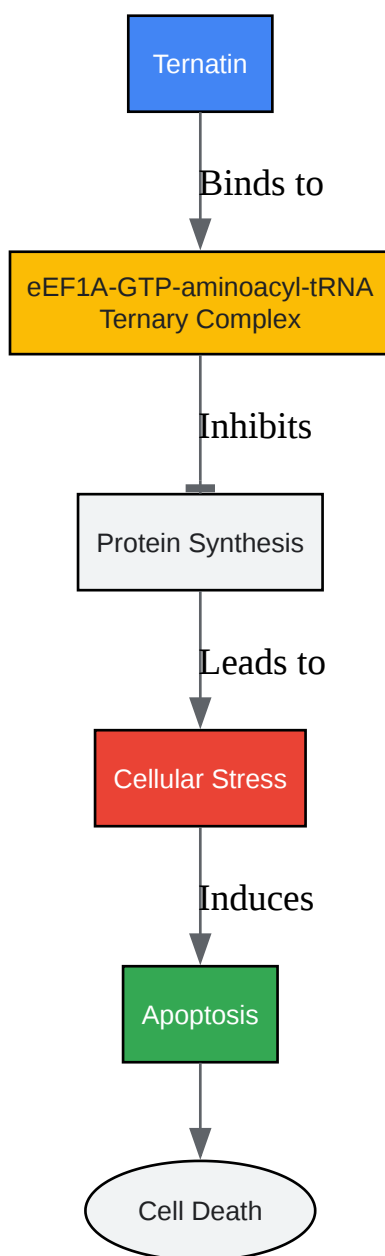 Ternatin
Binds to
eEF1A-GTP-aminoacyl-tRNA
Ternary Complex
Inhibits
Protein Synthesis
Leads to
Cellular Stress
Induces
Apoptosis
Cell Death